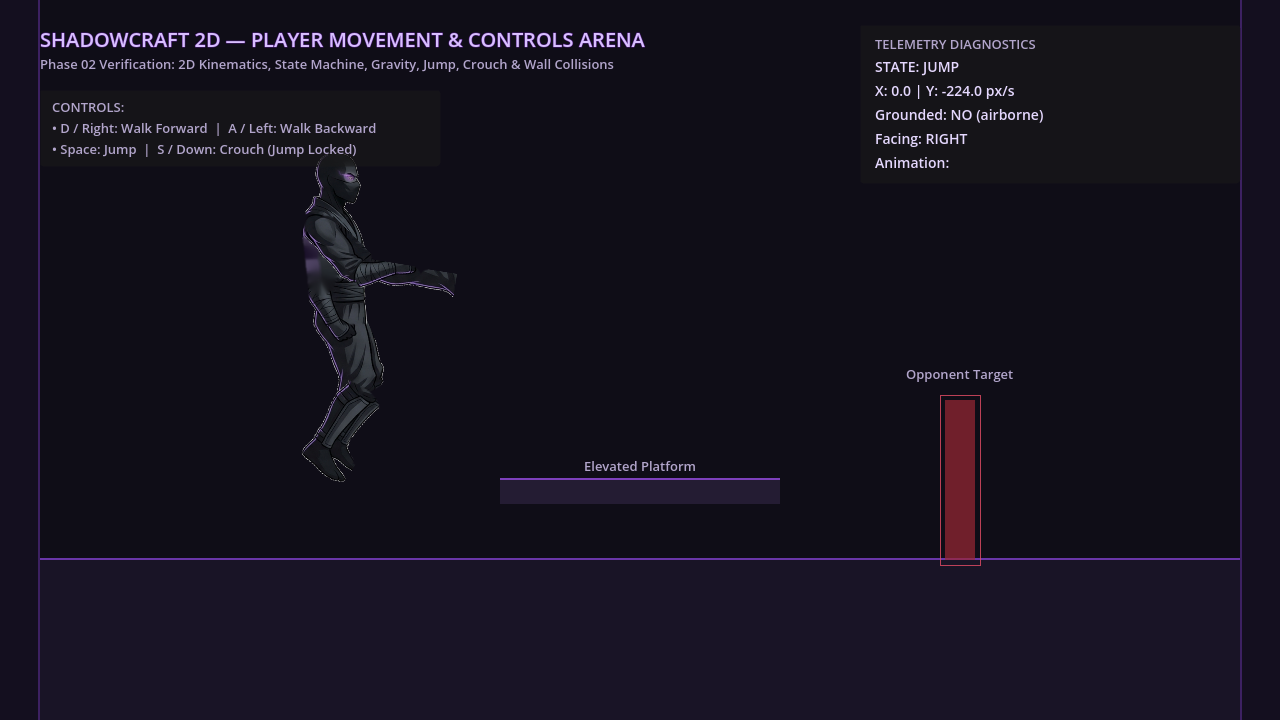 SHADOWCRAFT 2D — PLAYER MOVEMENT & CONTROLS ARENA
Phase 02 Verification: 2D Kinematics, State Machine, Gravity, Jump, Crouch & Wall Collisions
CONTROLS:
• D / Right: Walk Forward | A / Left: Walk Backward
• Space: Jump | S / Down: Crouch (Jump Locked)
TELEMETRY DIAGNOSTICS
STATE: JUMP
X: 0.0 | Y: -224.0 px/s
Grounded: NO (airborne)
Facing: RIGHT
Animation:
Opponent Target
Elevated Platform